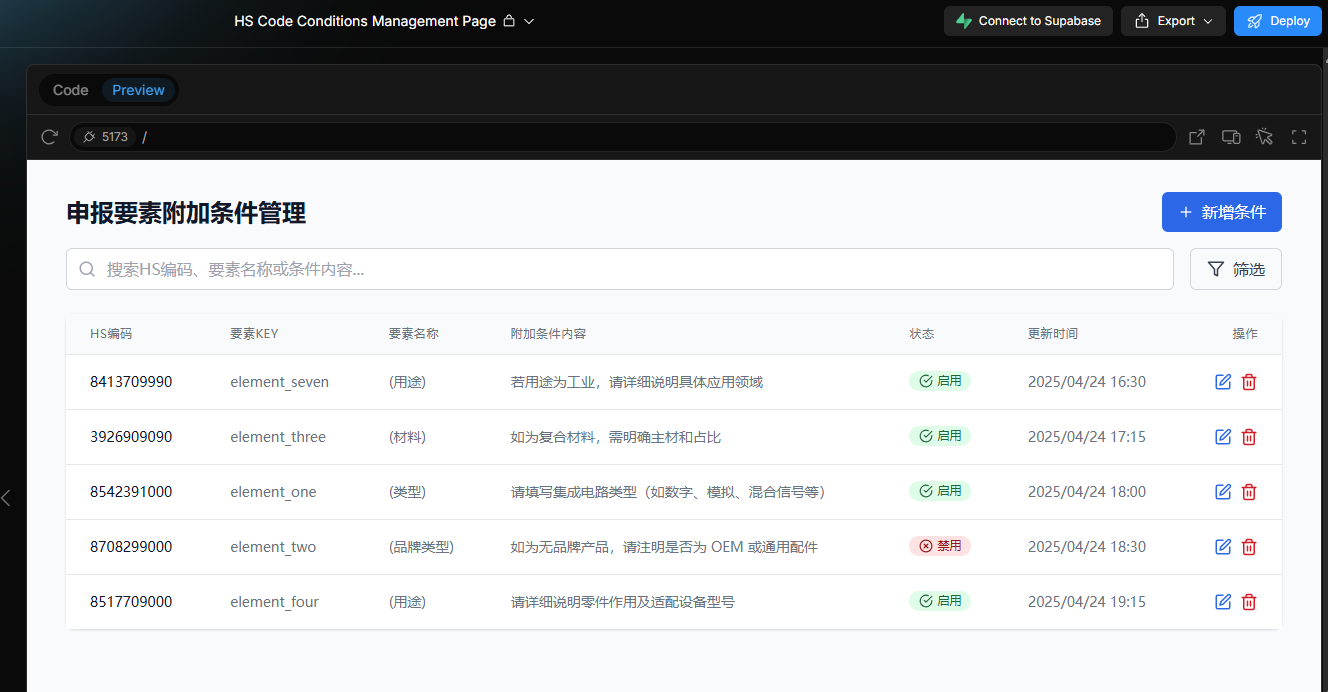 HS Code Conditions Management Page
Connect to Supabase
Export
Deploy
Code
Preview
5173 /
申报要素附加条件管理
+ 新增条件
搜索HS编码、要素名称或条件内容...
筛选
HS编码 要素KEY 要素名称 附加条件内容 状态 更新时间 操作
8413709990 element_seven (用途) 若用途为工业，请详细说明具体应用领域 启用 2025/04/24 16:30
3926909090 element_three (材料) 如为复合材料，需明确主材和占比 启用 2025/04/24 17:15
8542391000 element_one (类型) 请填写集成电路类型（如数字、模拟、混合信号等） 启用 2025/04/24 18:00
8708299000 element_two (品牌类型) 如为无品牌产品，请注明是否为 OEM 或通用配件 禁用 2025/04/24 18:30
8517709000 element_four (用途) 请详细说明零件作用及适配设备型号 启用 2025/04/24 19:15